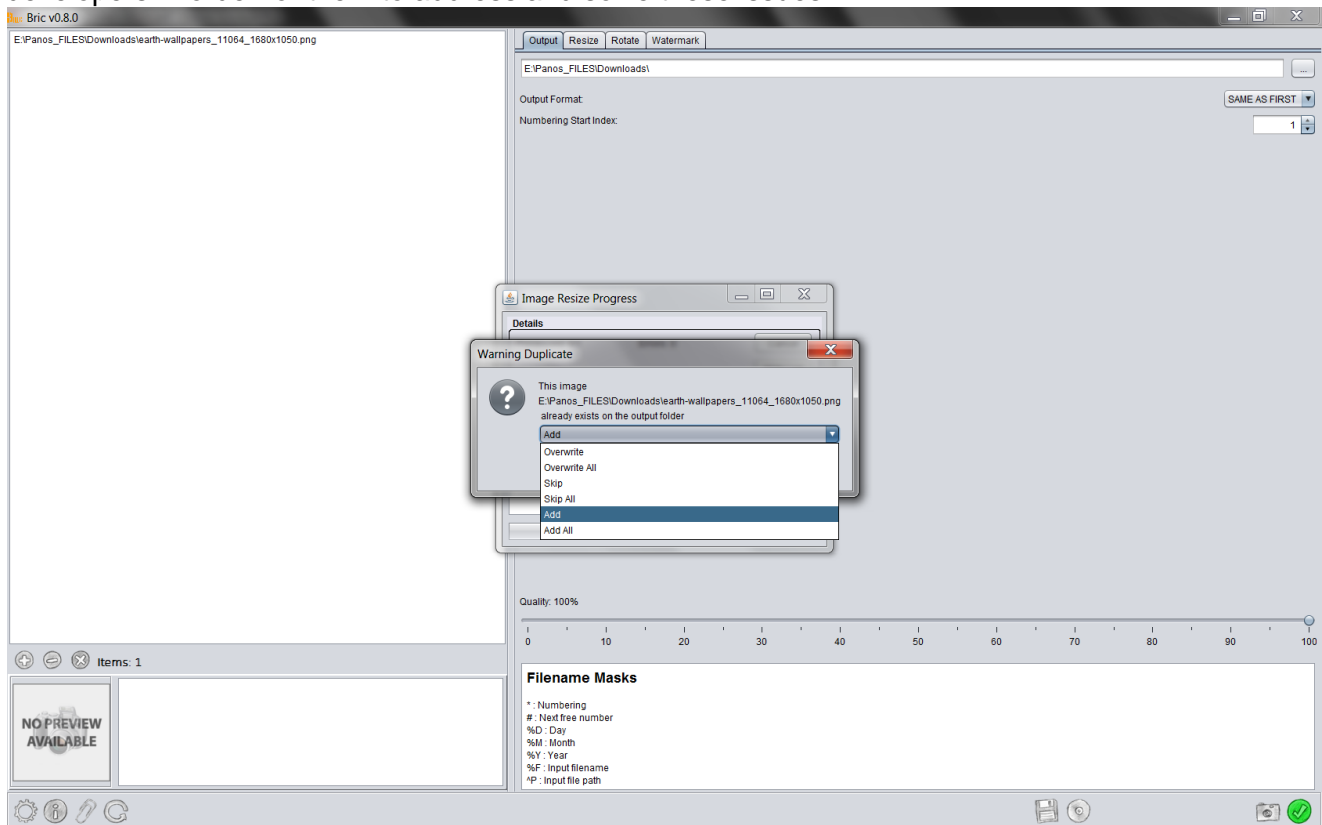 Bric v0.8.0
E:\Panos_FILES\Downloads\earth-wallpapers_11064_1680x1050.png
Output Resize Rotate Watermark
E:\Panos_FILES\Downloads\
...
Output Format: SAME AS FIRST
Numbering Start Index: 1
Image Resize Progress
Details
Warning Duplicate
This image
E:\Panos_FILES\Downloads\earth-wallpapers_11064_1680x1050.png
already exists on the output folder
Add
Overwrite
Overwrite All
Skip
Skip All
Add
Add All
Quality: 100%
0 10 20 30 40 50 60 70 80 90 100
Items: 1
NO PREVIEW
AVAILABLE
Filename Masks
* : Numbering
# : Next free number
%D : Day
%M : Month
%Y : Year
%F : Input filename
^P : Input file path